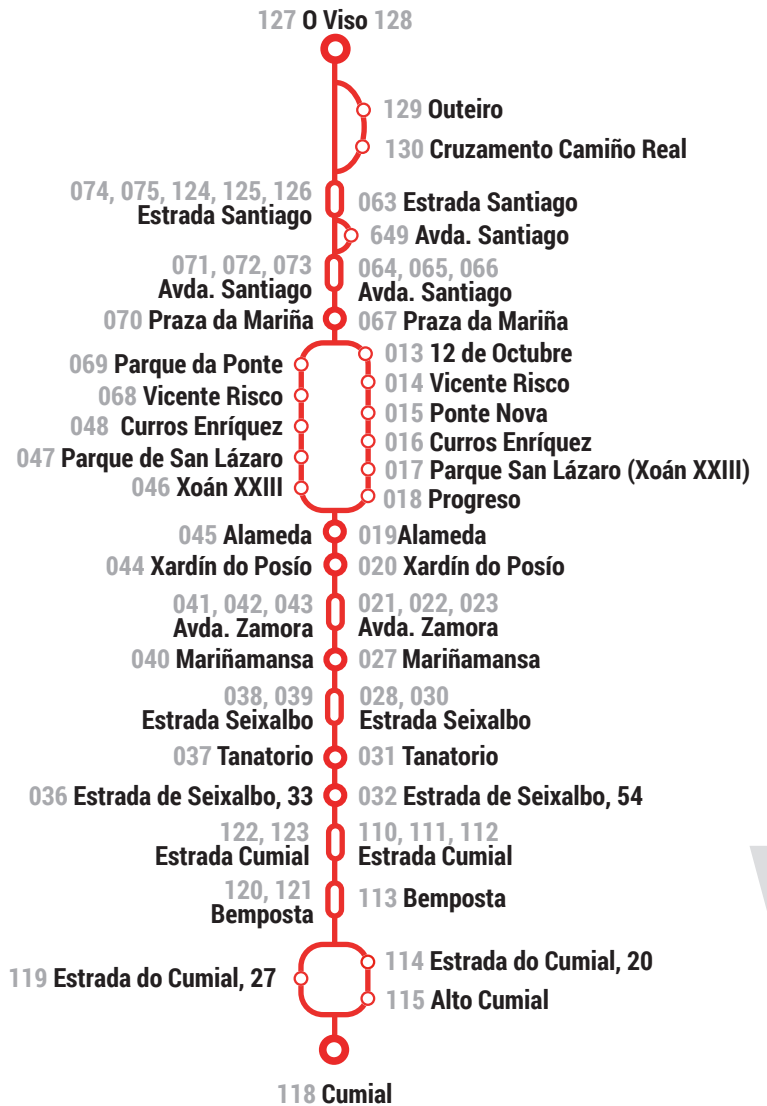 127 O Viso 128
129 Outeiro
130 Cruzamento Camiño Real
074, 075, 124, 125, 126
Estrada Santiago
063 Estrada Santiago
649 Avda. Santiago
071, 072, 073
Avda. Santiago
064, 065, 066
Avda. Santiago
070 Praza da Mariña
067 Praza da Mariña
069 Parque da Ponte
068 Vicente Risco
048 Curros Enríquez
047 Parque de San Lázaro
046 Xoán XXIII
013 12 de Octubre
014 Vicente Risco
015 Ponte Nova
016 Curros Enríquez
017 Parque San Lázaro (Xoán XXIII)
018 Progreso
045 Alameda
019Alameda
044 Xardín do Posío
020 Xardín do Posío
041, 042, 043
Avda. Zamora
021, 022, 023
Avda. Zamora
040 Mariñamansa
027 Mariñamansa
038, 039
Estrada Seixalbo
028, 030
Estrada Seixalbo
037 Tanatorio
031 Tanatorio
036 Estrada de Seixalbo, 33
032 Estrada de Seixalbo, 54
122, 123
Estrada Cumial
110, 111, 112
Estrada Cumial
120, 121
Bemposta
113 Bemposta
119 Estrada do Cumial, 27
114 Estrada do Cumial, 20
115 Alto Cumial
118 Cumial